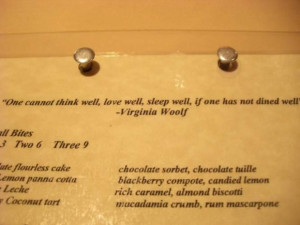 "One cannot think well, love well, sleep well, if one has not dined well"
-Virginia Woolf
Bites
3 Two 6 Three 9
flourless cake chocolate sorbet, chocolate tuille
Lemon panna cotta blackberry compote, candied lemon
Leche rich caramel, almond biscotti
Coconut tort macadamia crumb, rum mascarpone